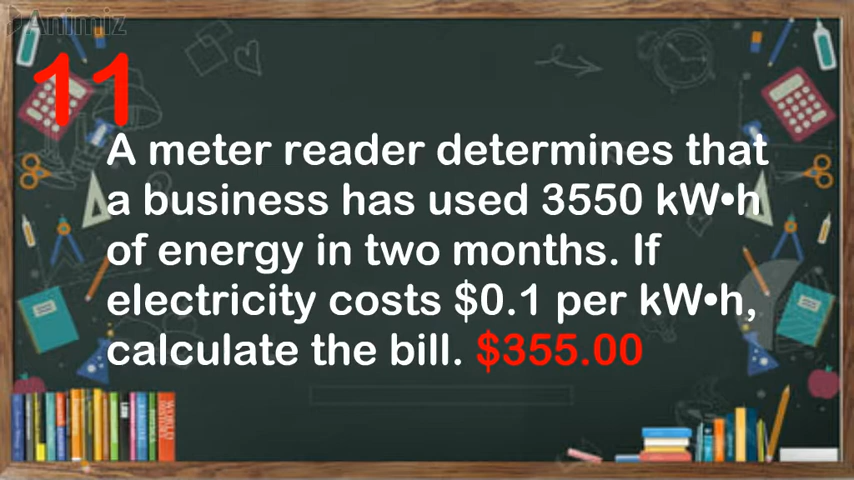 Animiz
11
A meter reader determines that
a business has used 3550 kW•h
of energy in two months. If
electricity costs $0.1 per kW•h,
calculate the bill. $355.00